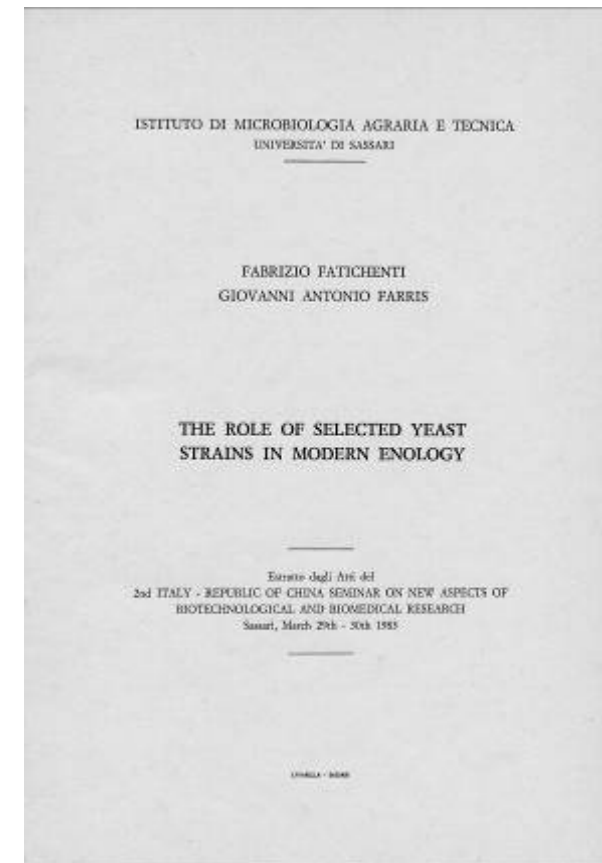 ISTITUTO DI MICROBIOLOGIA AGRARIA E TECNICA
UNIVERSITA' DI SASSARI
FABRIZIO FATICHENTI
GIOVANNI ANTONIO FARRIS
THE ROLE OF SELECTED YEAST
STRAINS IN MODERN ENOLOGY
Estratto dagli Atti del
2nd ITALY - REPUBLIC OF CHINA SEMINAR ON NEW ASPECTS OF
BIOTECHNOLOGICAL AND BIOMEDICAL RESEARCH
Sassari, March 29th - 30th 1983